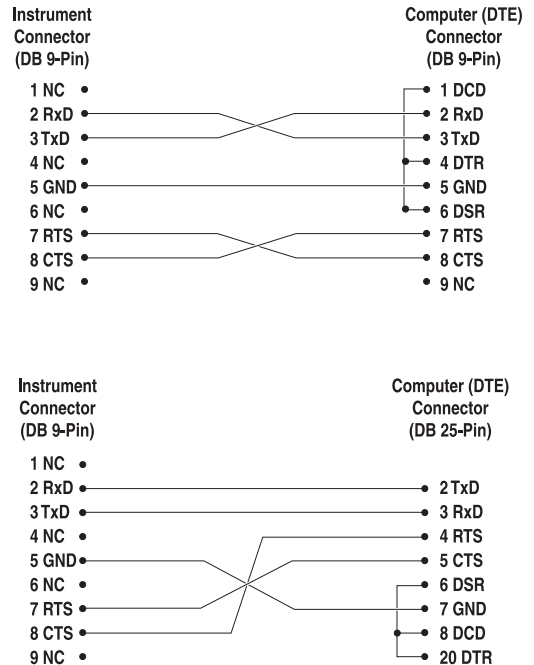 Instrument Computer (DTE)
Connector Connector
(DB 9-Pin) (DB 9-Pin)
1 NC 1 DCD
2 RxD 2 RxD
3 TxD 3 TxD
4 NC 4 DTR
5 GND 5 GND
6 NC 6 DSR
7 RTS 7 RTS
8 CTS 8 CTS
9 NC 9 NC
Instrument Computer (DTE)
Connector Connector
(DB 9-Pin) (DB 25-Pin)
1 NC
2 RxD 2 TxD
3 TxD 3 RxD
4 NC 4 RTS
5 GND 5 CTS
6 NC 6 DSR
7 RTS 7 GND
8 CTS 8 DCD
9 NC 20 DTR